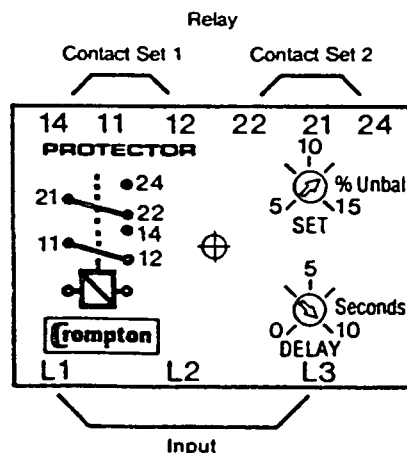 Relay
Contact Set 1 Contact Set 2
14 11 12 22 21 24
PROTECTOR
10
24
% Unbal
21
22
5 15
SET
14
11
12
5
Seconds
Crompton
0 10
DELAY
L1 L2 L3
Input